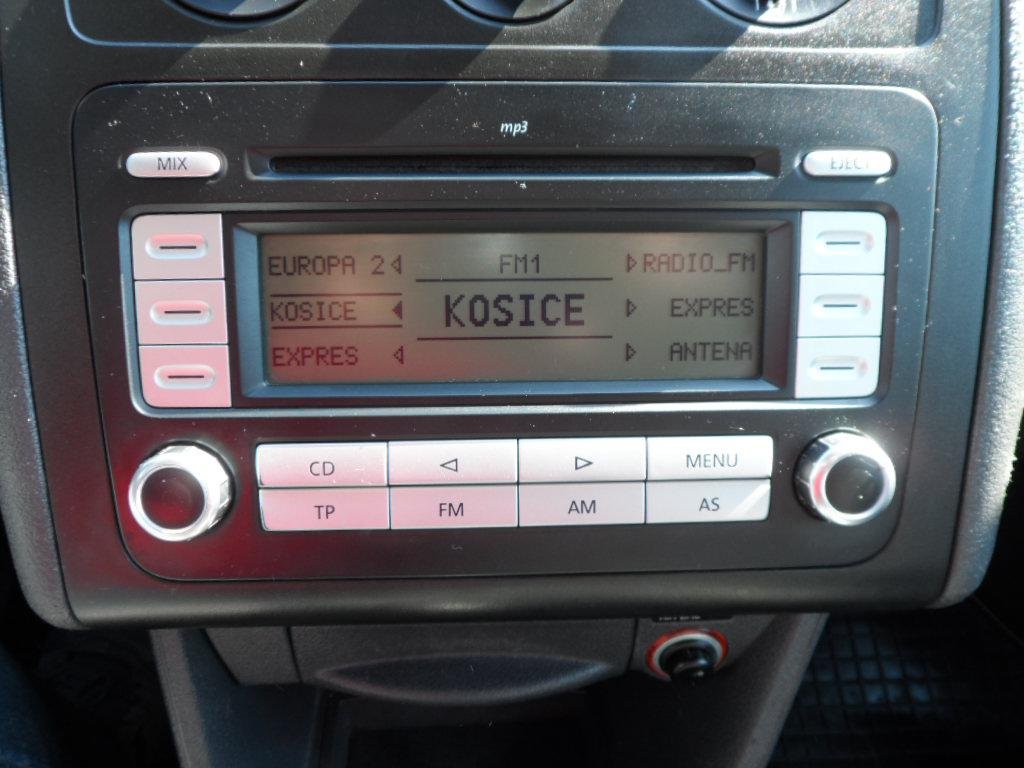 mp3
MIX
EJECT
EUROPA 2 FM1 RADIO_FM
KOSICE KOSICE EXPRES
EXPRES ANTENA
CD MENU
TP FM AM AS